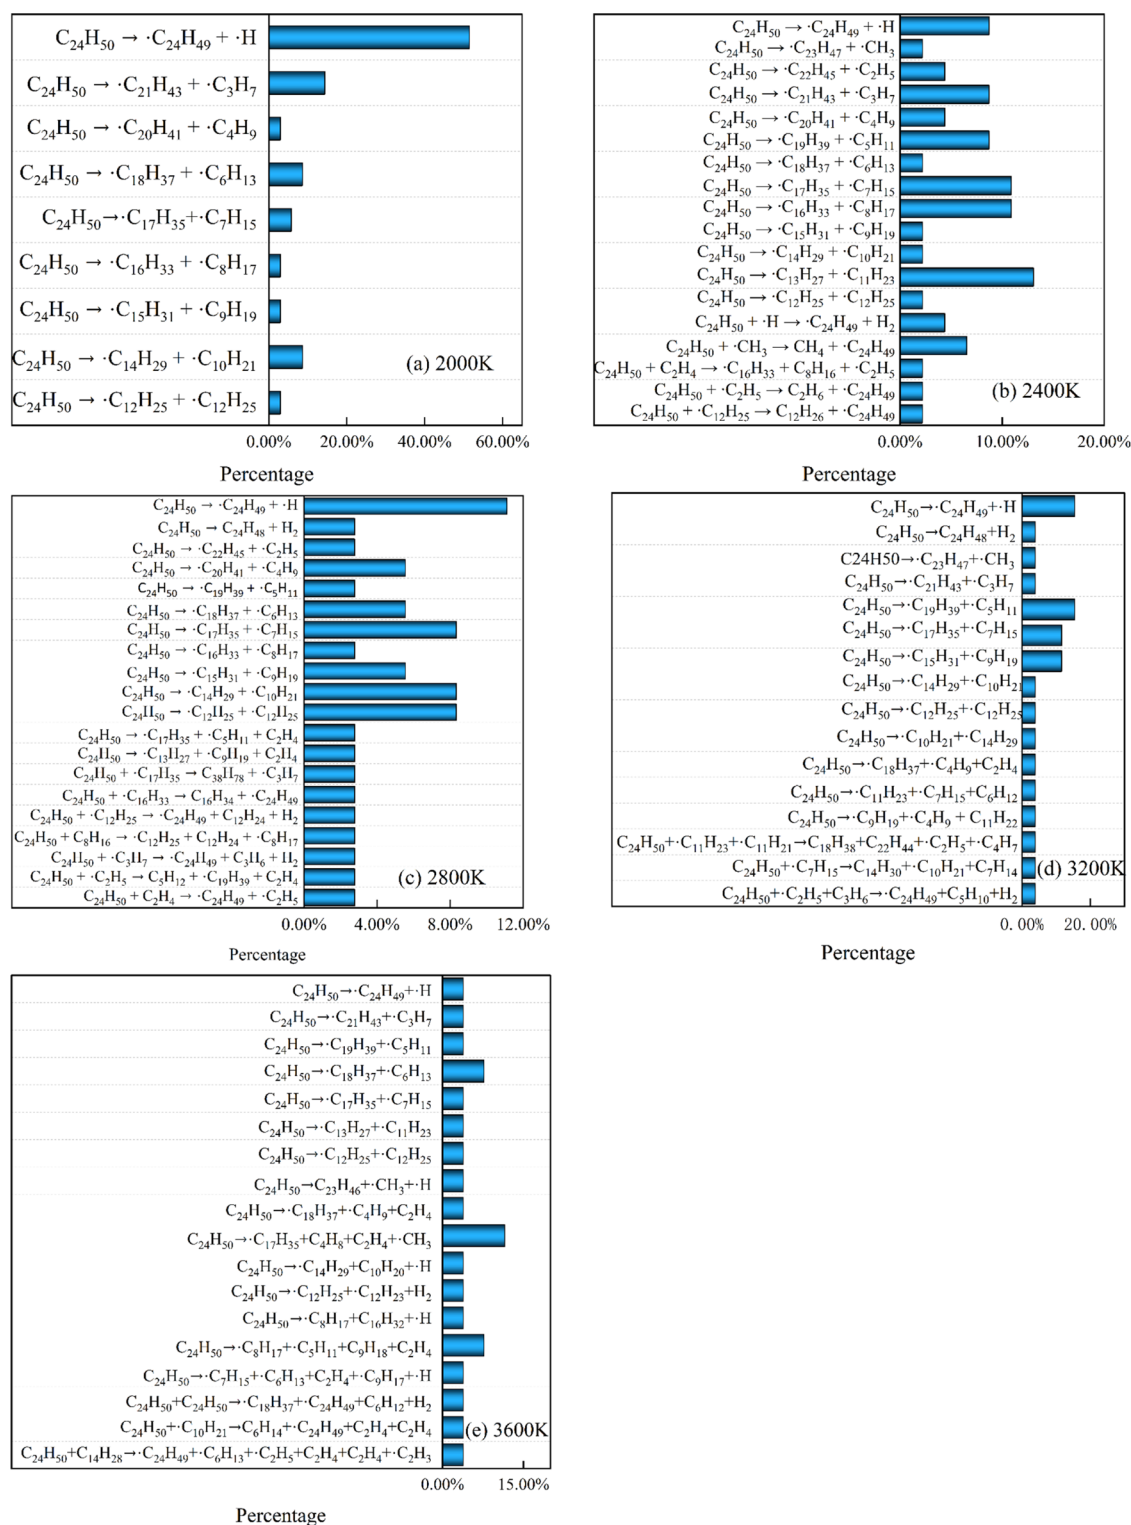 C24H50 → ·C24H49 + ·H
C24H50 → ·C21H43 + ·C3H7
C24H50 → ·C20H41 + ·C4H9
C24H50 → ·C18H37 + ·C6H13
C24H50→·C17H35+·C7H15
C24H50 → ·C16H33 + ·C8H17
C24H50 → ·C15H31 + ·C9H19
C24H50 → ·C14H29 + ·C10H21
C24H50 → ·C12H25 + ·C12H25
(a) 2000K
0.00% 20.00% 40.00% 60.00%
Percentage
C24H50 → ·C24H49 + ·H
C24H50 → ·C23H47 + ·CH3
C24H50 → ·C22H45 + ·C2H5
C24H50 → ·C21H43 + ·C3H7
C24H50 → ·C20H41 + ·C4H9
C24H50 → ·C19H39 + ·C5H11
C24H50 → ·C18H37 + ·C6H13
C24H50 → ·C17H35 + ·C7H15
C24H50 → ·C16H33 + ·C8H17
C24H50 → ·C15H31 + ·C9H19
C24H50 → ·C14H29 + ·C10H21
C24H50 → ·C13H27 + ·C11H23
C24H50 → ·C12H25 + ·C12H25
C24H50 + ·H → ·C24H49 + H2
C24H50 + ·CH3 → CH4 + ·C24H49
C24H50 + C2H4 → ·C16H33 + C8H16 + ·C2H5
C24H50 + ·C2H5 → C2H6 + ·C24H49
C24H50 + ·C12H25 → C12H26 + ·C24H49
(b) 2400K
0.00% 10.00% 20.00%
Percentage
C24H50 → ·C24H49 + ·H
C24H50 → C24H48 + H2
C24H50 → ·C22H45 + ·C2H5
C24H50 → ·C20H41 + ·C4H9
C24H50 → ·C19H39 + ·C5H11
C24H50 → ·C18H37 + ·C6H13
C24H50 → ·C17H35 + ·C7H15
C24H50 → ·C16H33 + ·C8H17
C24H50 → ·C15H31 + ·C9H19
C24H50 → ·C14H29 + ·C10H21
C24H50 → ·C12H25 + ·C12H25
C24H50 → ·C17H35 + ·C5H11 + C2H4
C24H50 → ·C13H27 + ·C9H19 + C2H4
C24H50 + ·C17H35 → C38H78 + ·C3H7
C24H50 + ·C16H33 → C16H34 + ·C24H49
C24H50 + ·C12H25 → ·C24H49 + C12H24 + H2
C24H50 + C8H16 → ·C12H25 + C12H24 + ·C8H17
C24H50 + ·C3H7 → ·C24H49 + C3H6 + H2
C24H50 + ·C2H5 → C5H12 + ·C19H39 + C2H4
C24H50 + C2H4 → ·C24H49 + ·C2H5
(c) 2800K
0.00% 4.00% 8.00% 12.00%
Percentage
C24H50→·C24H49+·H
C24H50→C24H48+H2
C24H50→·C23H47+·CH3
C24H50→·C21H43+·C3H7
C24H50→·C19H39+·C5H11
C24H50→·C17H35+·C7H15
C24H50→·C15H31+·C9H19
C24H50→·C14H29+·C10H21
C24H50→·C12H25+·C12H25
C24H50→·C10H21+·C14H29
C24H50→·C18H37+·C4H9+C2H4
C24H50→·C11H23+·C7H15+C6H12
C24H50→·C9H19+·C4H9 + C11H22
C24H50+·C11H23+·C11H21→C18H38+C22H44+·C2H5+·C4H7
C24H50+·C7H15→C14H30+·C10H21+C7H14
C24H50+·C2H5+C3H6→·C24H49+C5H10+H2
(d) 3200K
0.00% 20.00%
Percentage
C24H50→·C24H49+·H
C24H50→·C21H43+·C3H7
C24H50→·C19H39+·C5H11
C24H50→·C18H37+·C6H13
C24H50→·C17H35+·C7H15
C24H50→·C13H27+·C11H23
C24H50→·C12H25+·C12H25
C24H50→C23H46+·CH3+·H
C24H50→·C18H37+·C4H9+C2H4
C24H50→·C17H35+C4H8+C2H4+·CH3
C24H50→·C14H29+C10H20+·H
C24H50→·C12H25+·C12H23+H2
C24H50→·C8H17+C16H32+·H
C24H50→·C8H17+·C5H11+C9H18+C2H4
C24H50→·C7H15+·C6H13+C2H4+·C9H17+·H
C24H50+C24H50→·C18H37+·C24H49+C6H12+H2
C24H50+·C10H21→C6H14+·C24H49+C2H4+C2H4
C24H50+C14H28→·C24H49+·C6H13+·C2H5+C2H4+C2H4+·C2H3
(e) 3600K
0.00% 15.00%
Percentage